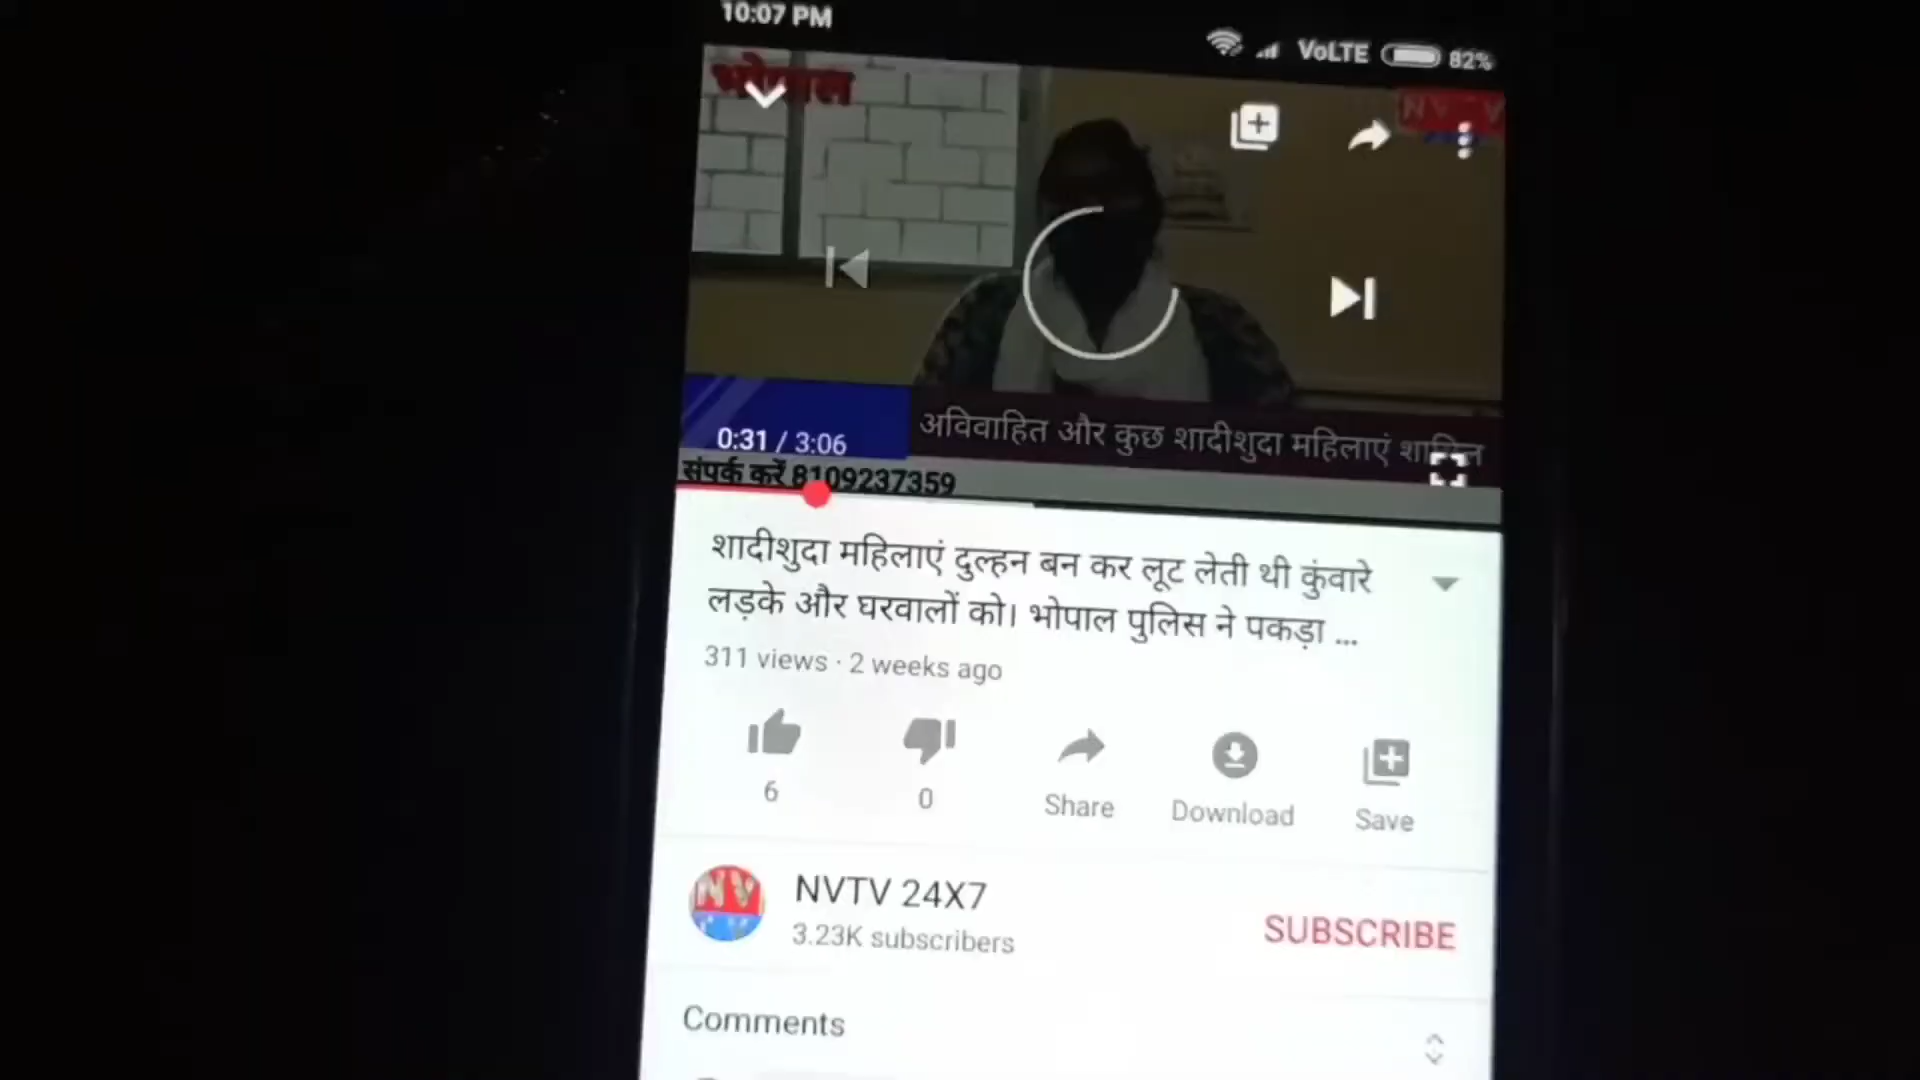 10:07 PM
VoLTE 82%
भोपाल
NVTV
अविवाहित और कुछ शादीशुदा महिलाएं शामिल
0:31 / 3:06
संपर्क करें 8109237359
शादीशुदा महिलाएं दुल्हन बन कर लूट लेती थी कुंवारे
लड़के और घरवालों को। भोपाल पुलिस ने पकड़ा ...
311 views · 2 weeks ago
6
0
Share
Download
Save
NV
NVTV 24X7
3.23K subscribers
SUBSCRIBE
Comments